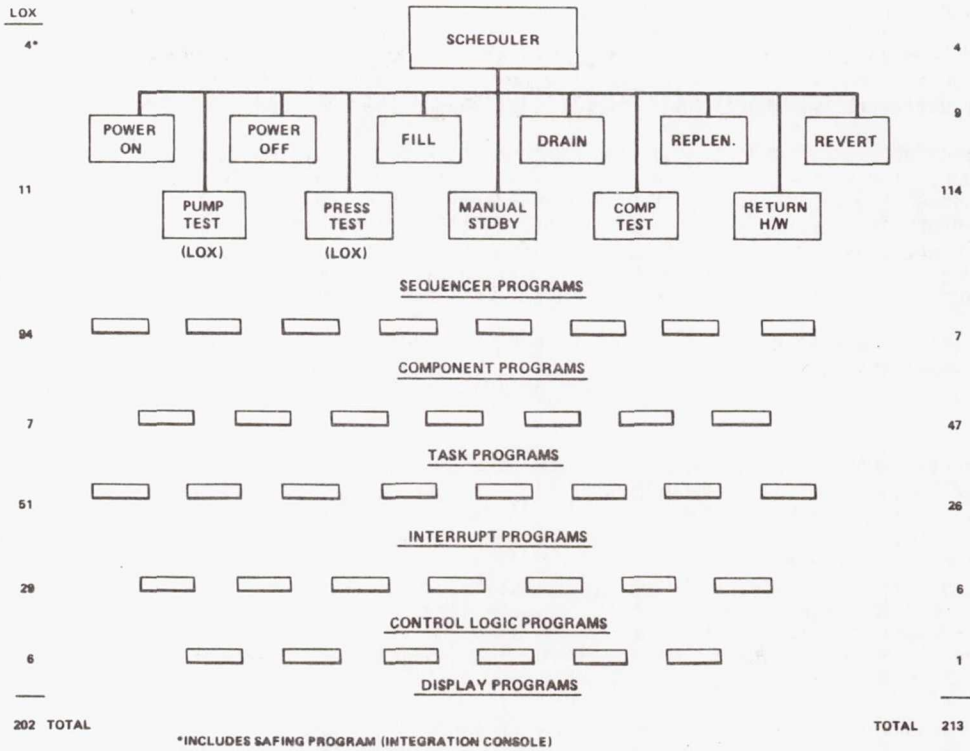 LOX
4* SCHEDULER 4
9
POWER ON POWER OFF FILL DRAIN REPLEN. REVERT
11 114
PUMP TEST PRESS TEST MANUAL STDBY COMP TEST RETURN H/W
(LOX) (LOX)
SEQUENCER PROGRAMS
94 7
COMPONENT PROGRAMS
7 47
TASK PROGRAMS
51 26
INTERRUPT PROGRAMS
29 6
CONTROL LOGIC PROGRAMS
6 1
DISPLAY PROGRAMS
202 TOTAL TOTAL 213
*INCLUDES SAFING PROGRAM (INTEGRATION CONSOLE)